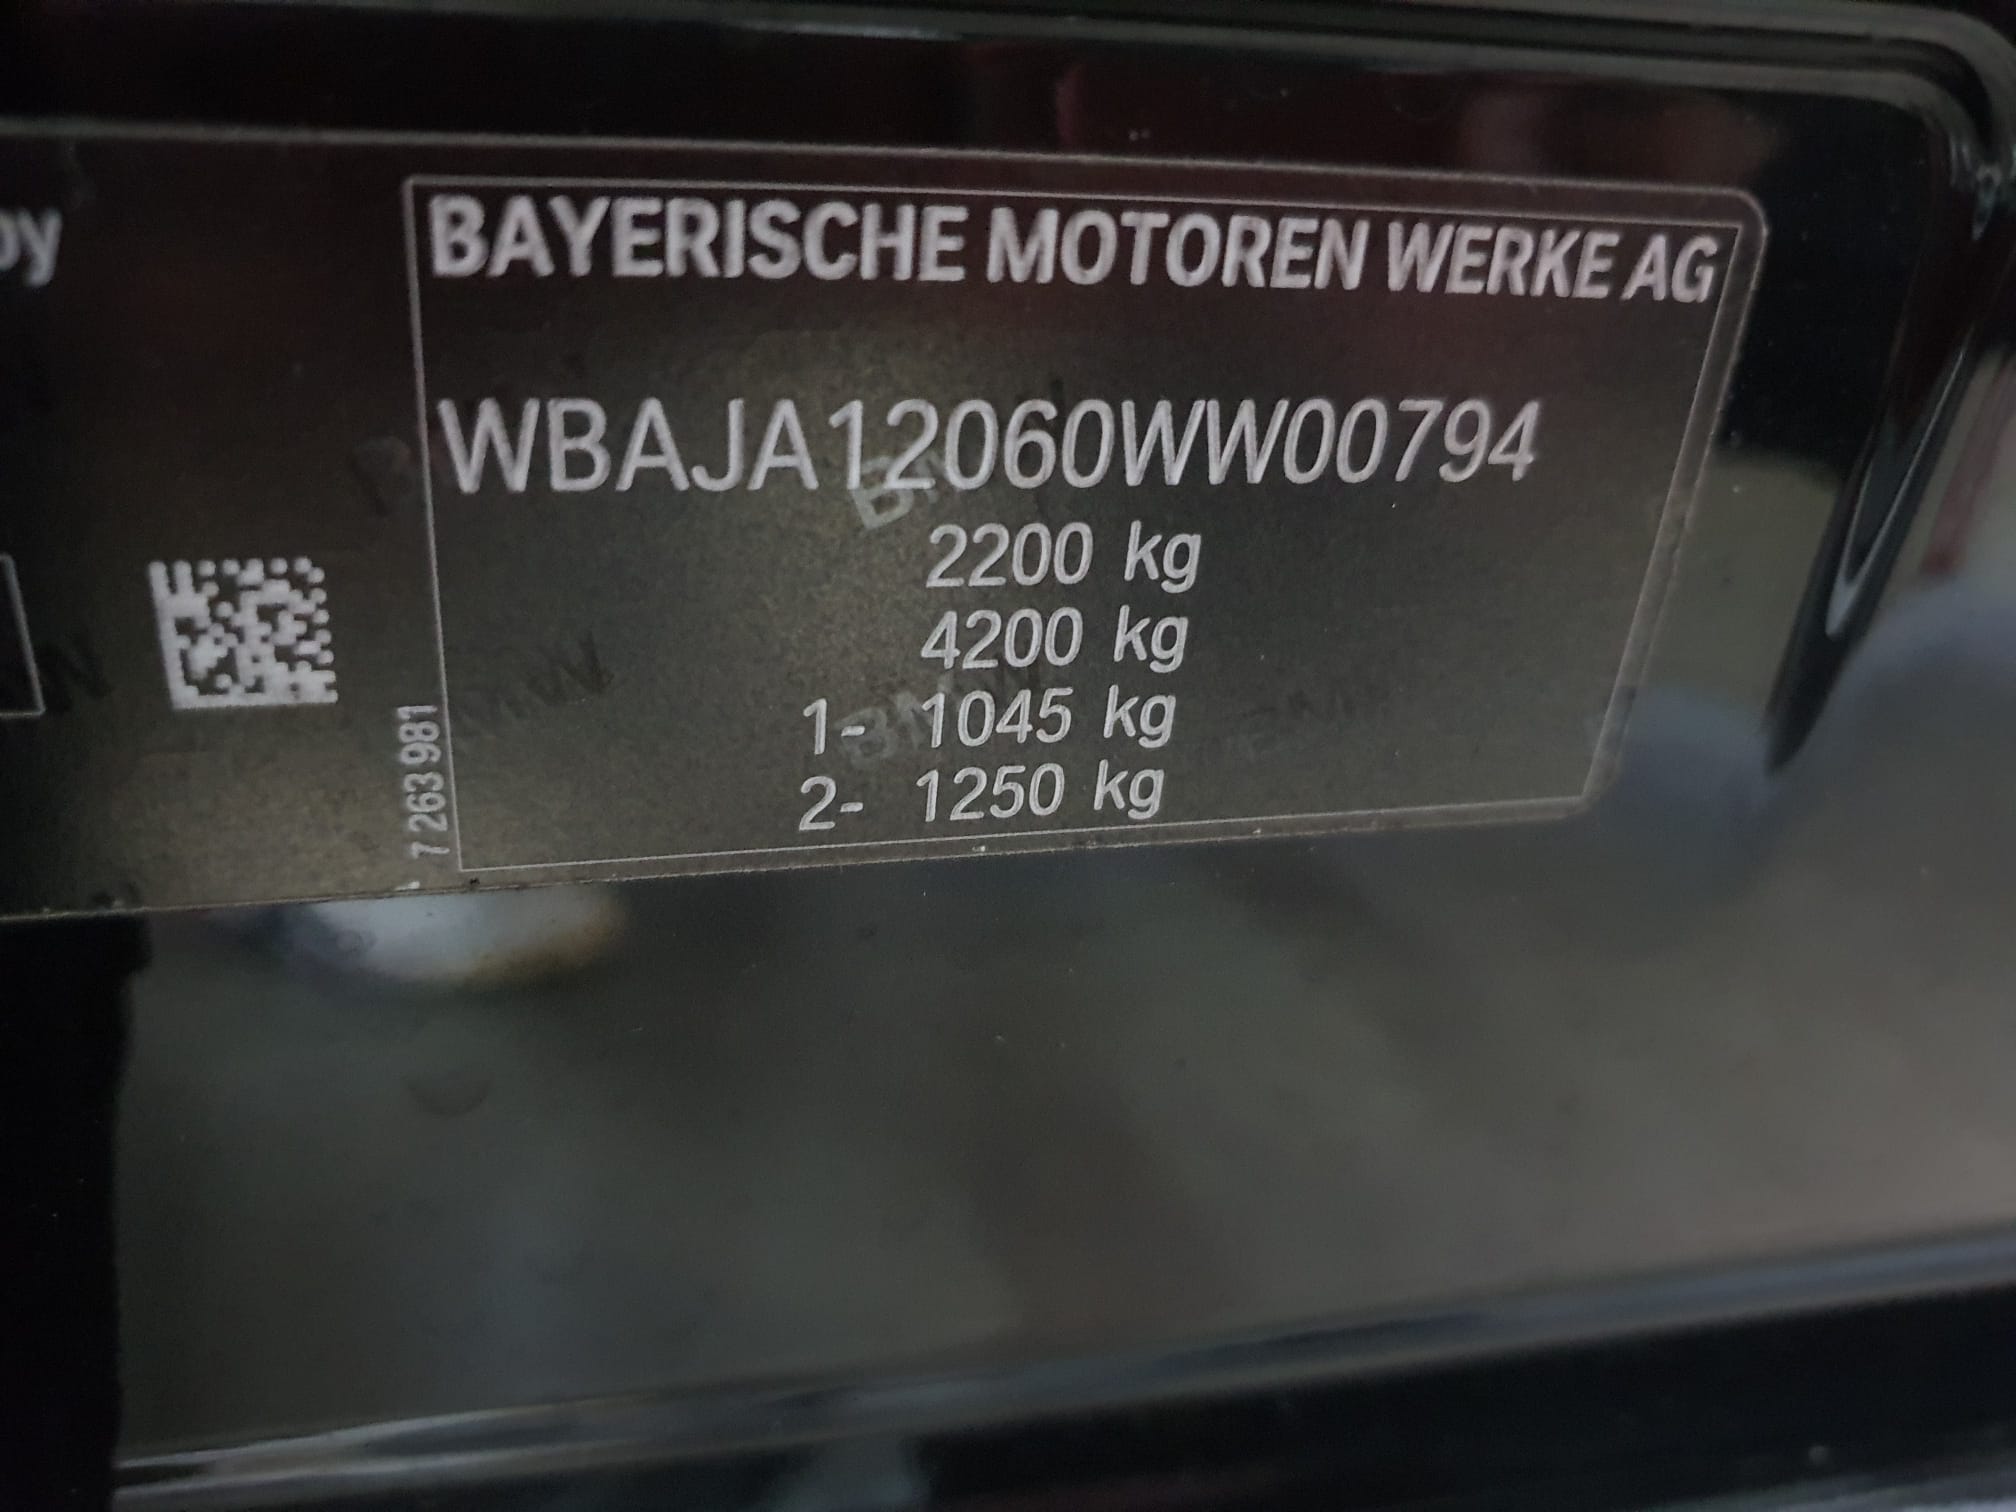 BAYERISCHE MOTOREN WERKE AG
WBAJA12060WW00794
2200 kg
4200 kg
1- 1045 kg
2- 1250 kg
7 263 981